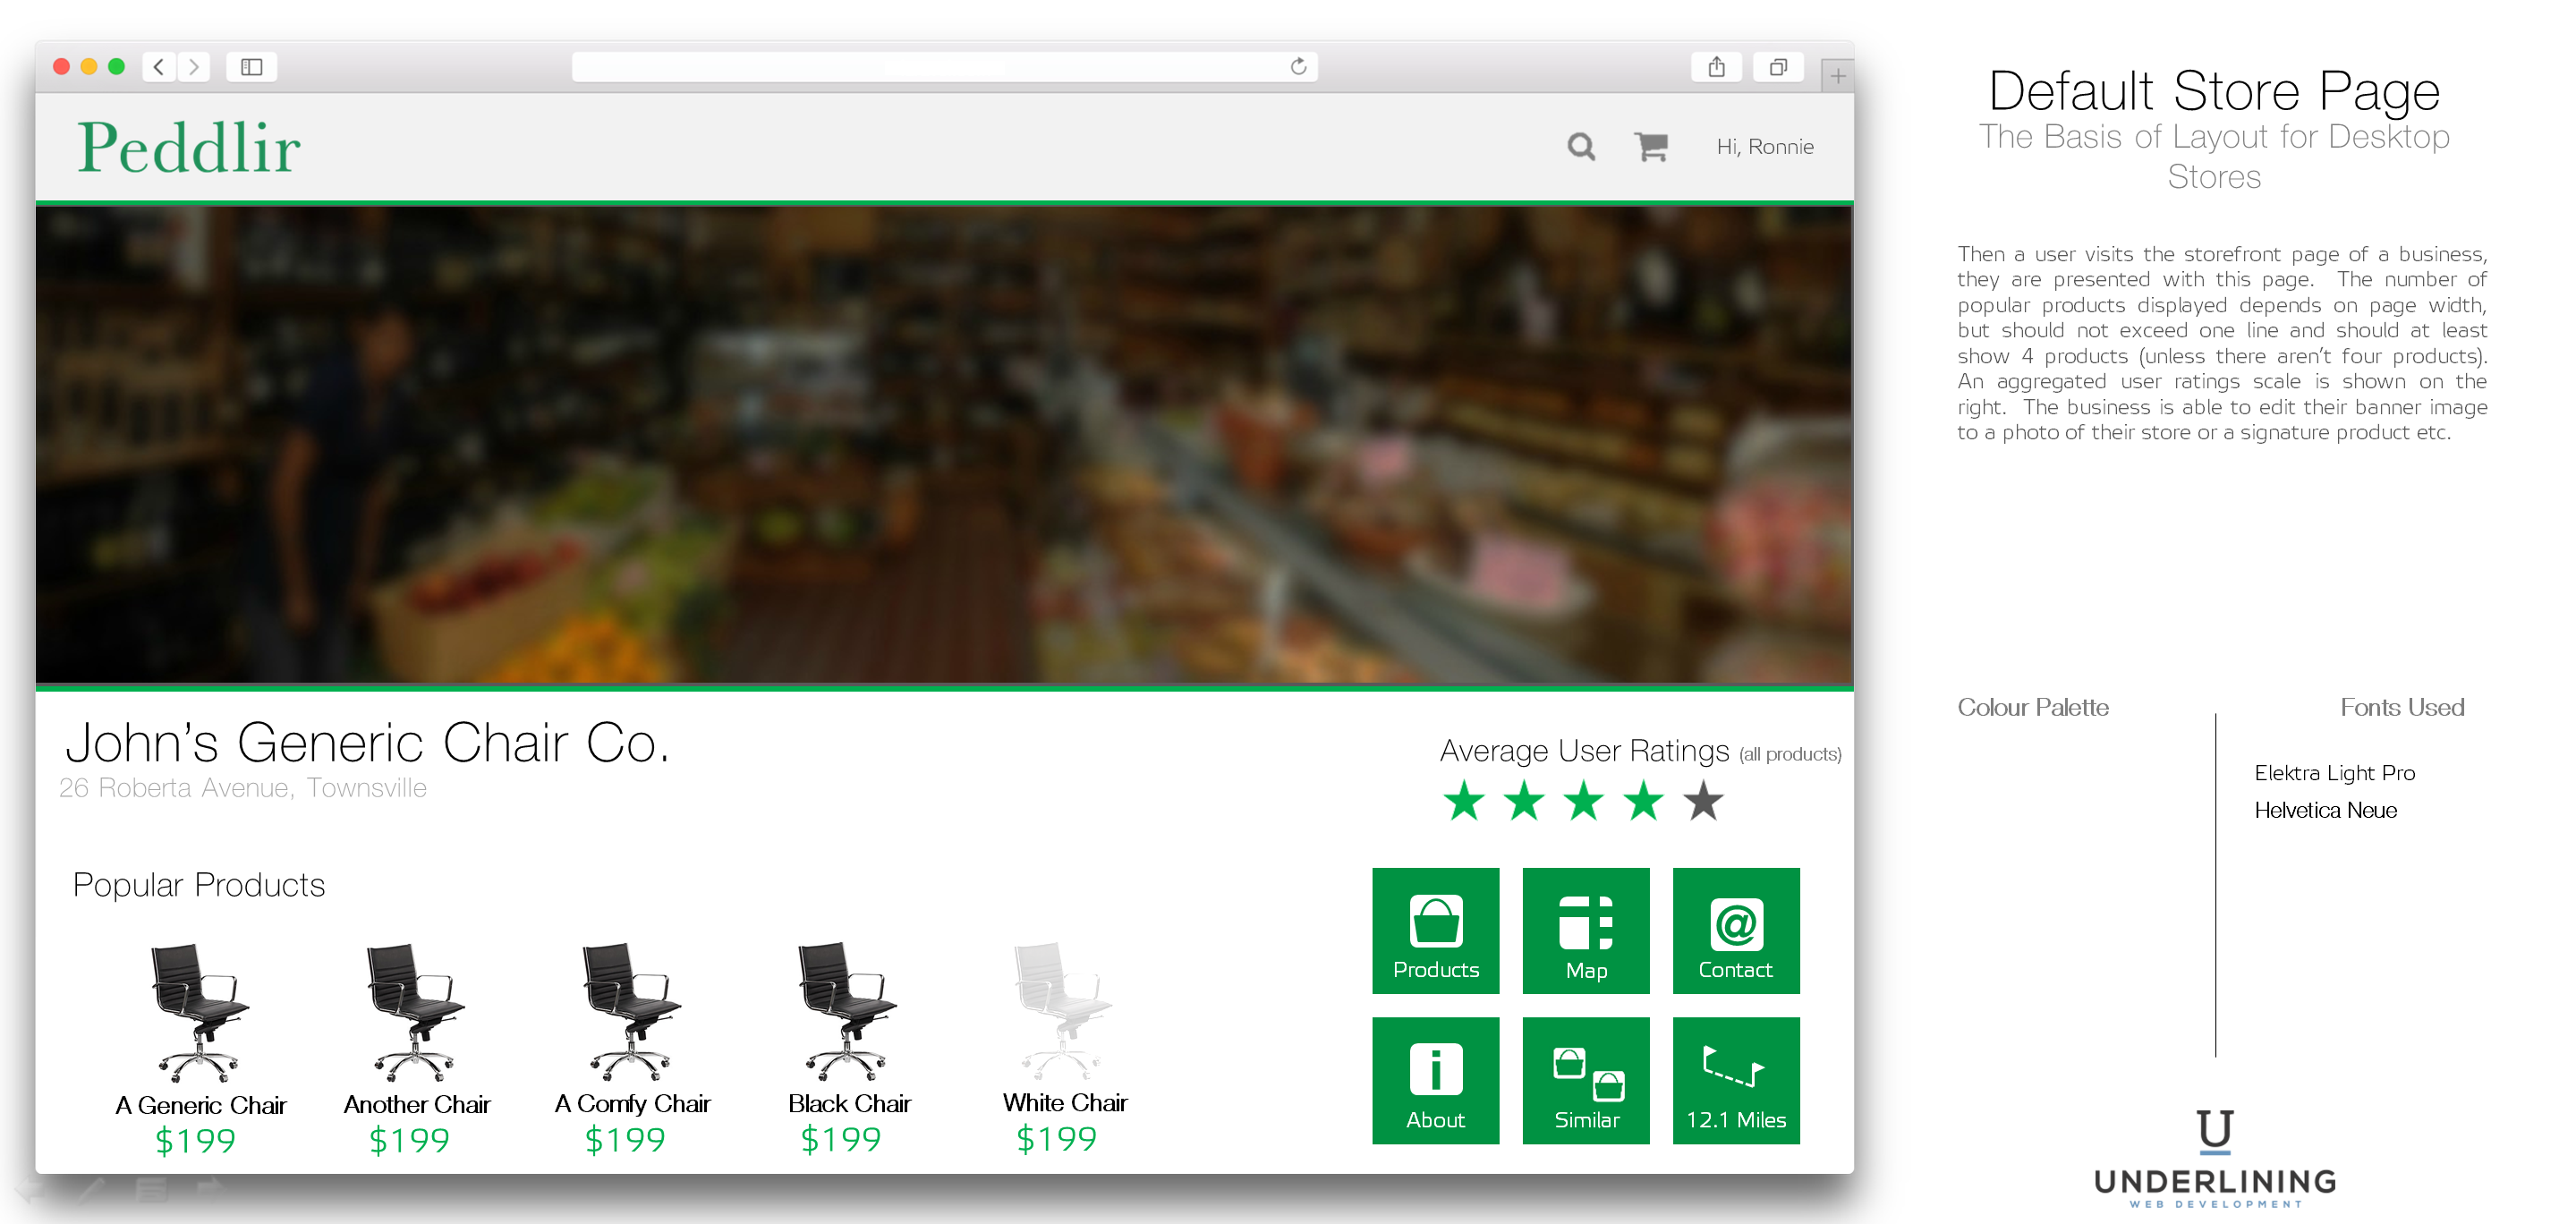 Peddlir
Hi, Ronnie
John’s Generic Chair Co.
26 Roberta Avenue, Townsville
Average User Ratings (all products)
Popular Products
A Generic Chair
$199
Another Chair
$199
A Comfy Chair
$199
Black Chair
$199
White Chair
$199
Products
Map
@
Contact
i
About
Similar
12.1 Miles
Default Store Page
The Basis of Layout for Desktop
Stores
Then a user visits the storefront page of a business,
they are presented with this page. The number of
popular products displayed depends on page width,
but should not exceed one line and should at least
show 4 products (unless there aren’t four products).
An aggregated user ratings scale is shown on the
right. The business is able to edit their banner image
to a photo of their store or a signature product etc.
Colour Palette
Fonts Used
Elektra Light Pro
Helvetica Neue
U
UNDERLINING
WEB DEVELOPMENT